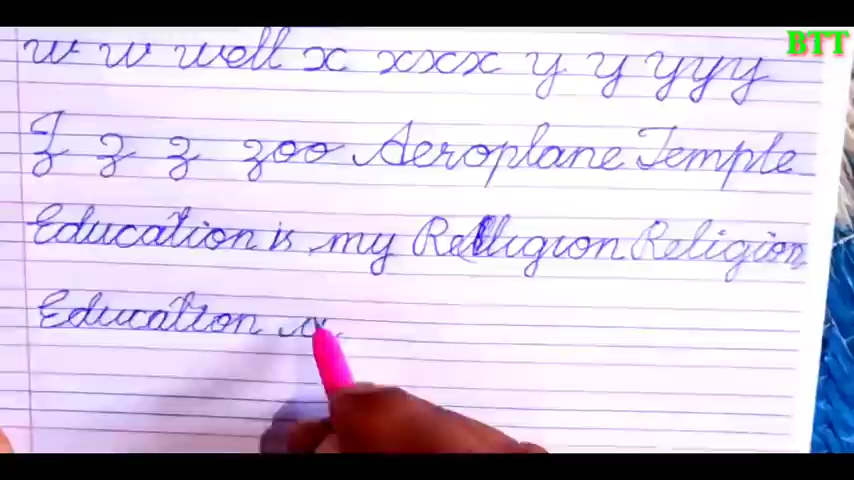 w w well x xxx y y yyy
BTT
Z z z zoo Aeroplane Temple
Education is my Religion Religion
Education